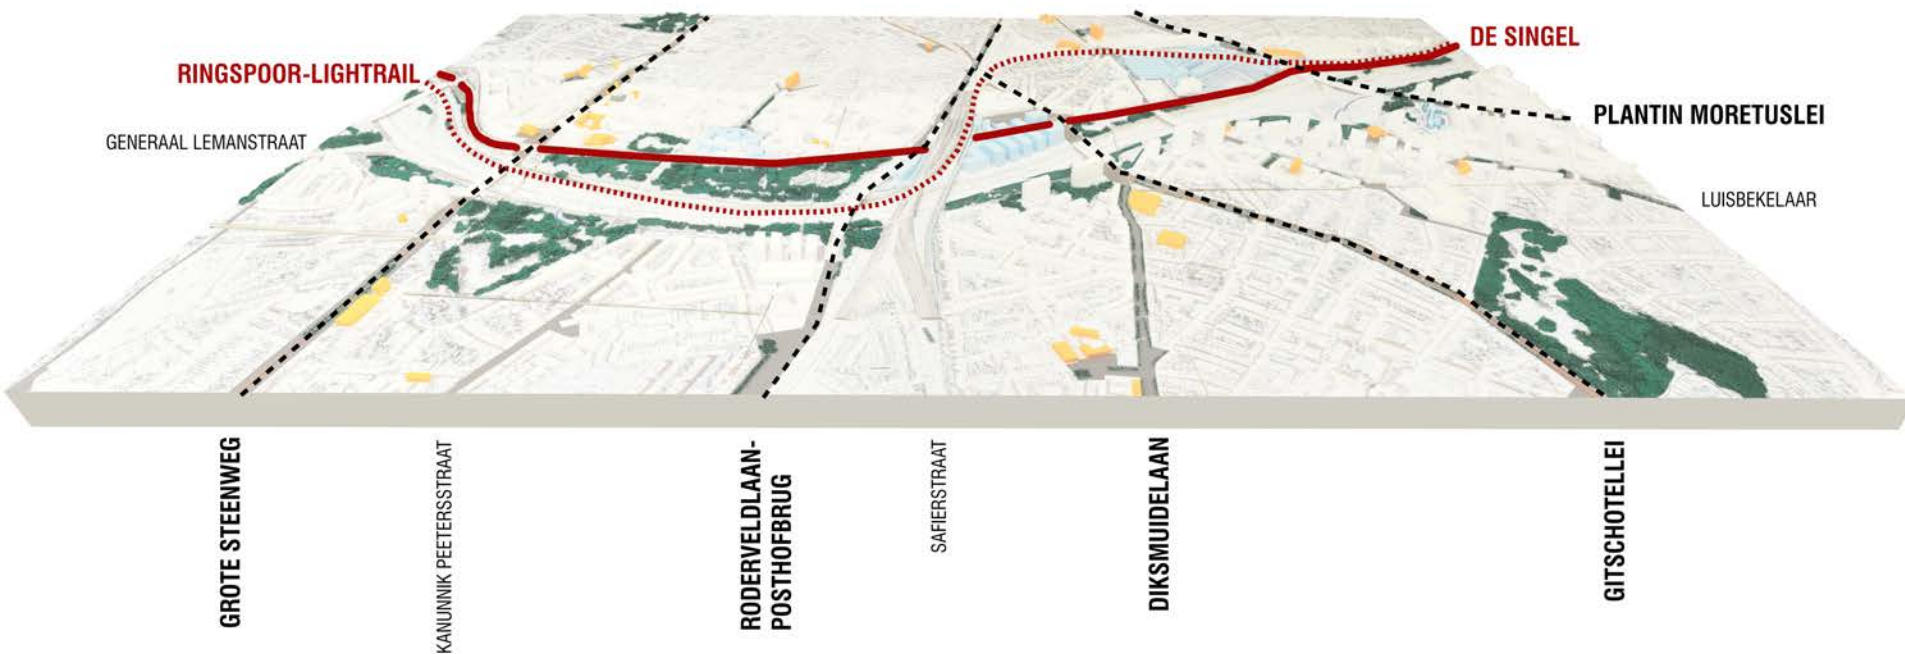 DE SINGEL
RINGSPOOR-LIGHTRAIL
PLANTIN MORETUSLEI
GENERAAL LEMANSTRAAT
LUISBEKELAAR
GROTE STEENWEG
KANUNNIK PEETERSSTRAAT
RODERVELDLAAN-
POSTHOFBRUG
SAFIERSTRAAT
DIKSMUIDELAAN
GITSCHOTELLEI